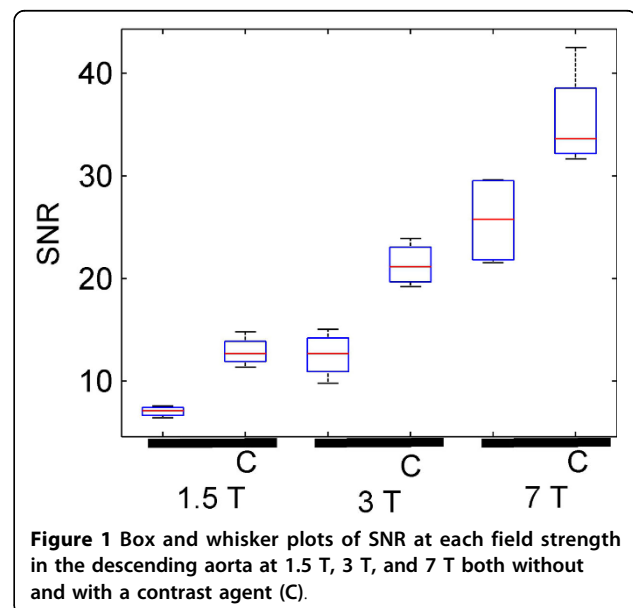 40
30
20
10
SNR
C
C
C
1.5 T
3 T
7 T
Figure 1 Box and whisker plots of SNR at each field strength
in the descending aorta at 1.5 T, 3 T, and 7 T both without
and with a contrast agent (C).